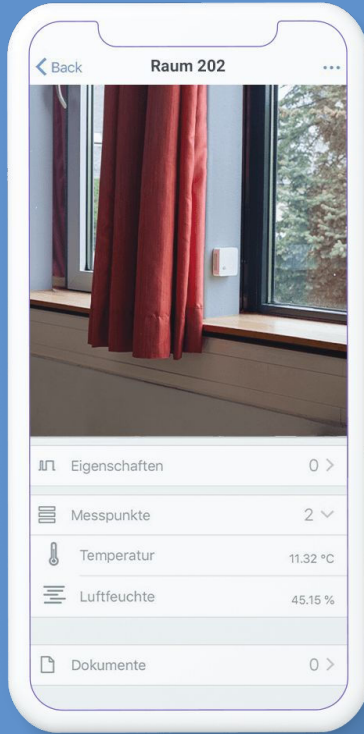 Back
Raum 202
Eigenschaften 0
Messpunkte 2
Temperatur 11.32 °C
Luftfeuchte 45.15 %
Dokumente 0